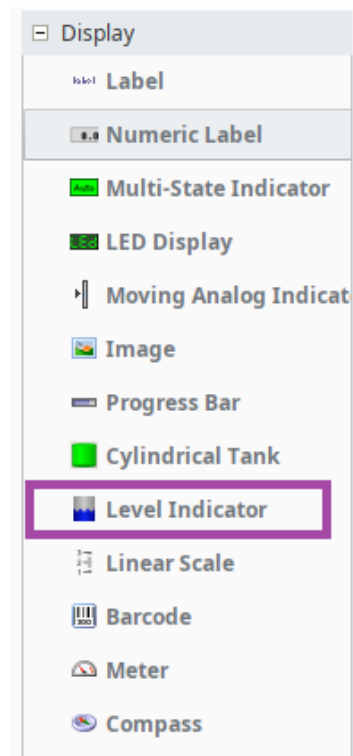 Display
Label
Numeric Label
Multi-State Indicator
LED Display
Moving Analog Indicat
Image
Progress Bar
Cylindrical Tank
Level Indicator
Linear Scale
Barcode
Meter
Compass